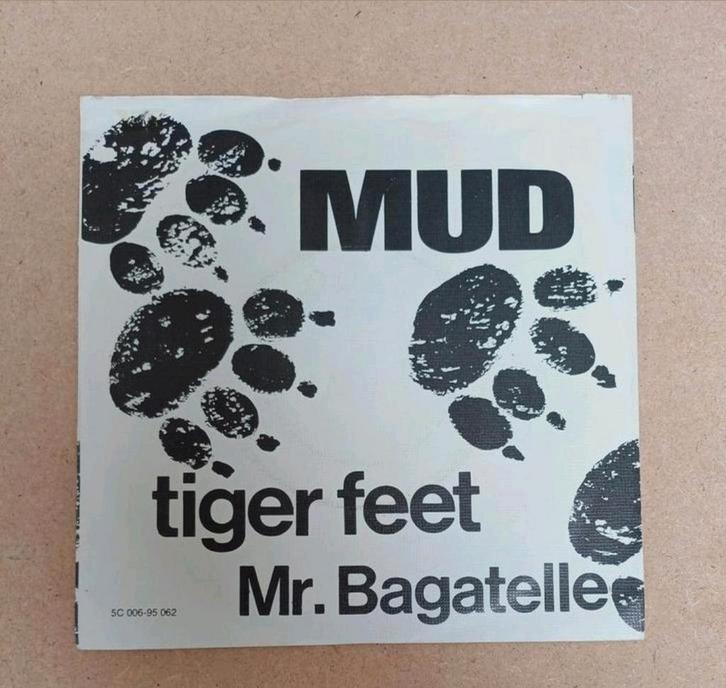 MUD
tiger feet
Mr. Bagatelle
5C 006-95 062